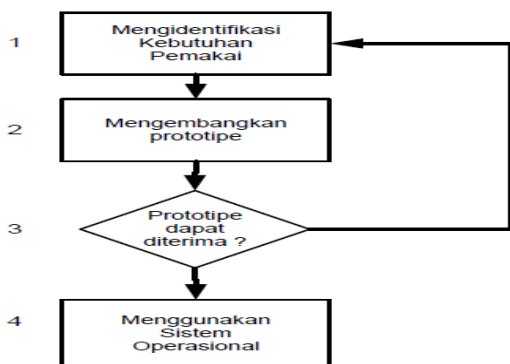 1
Mengidentifikasi
Kebutuhan
Pemakai
2
Mengembangkan
prototipe
3
Prototipe
dapat
diterima ?
4
Menggunakan
Sistem
Operasional